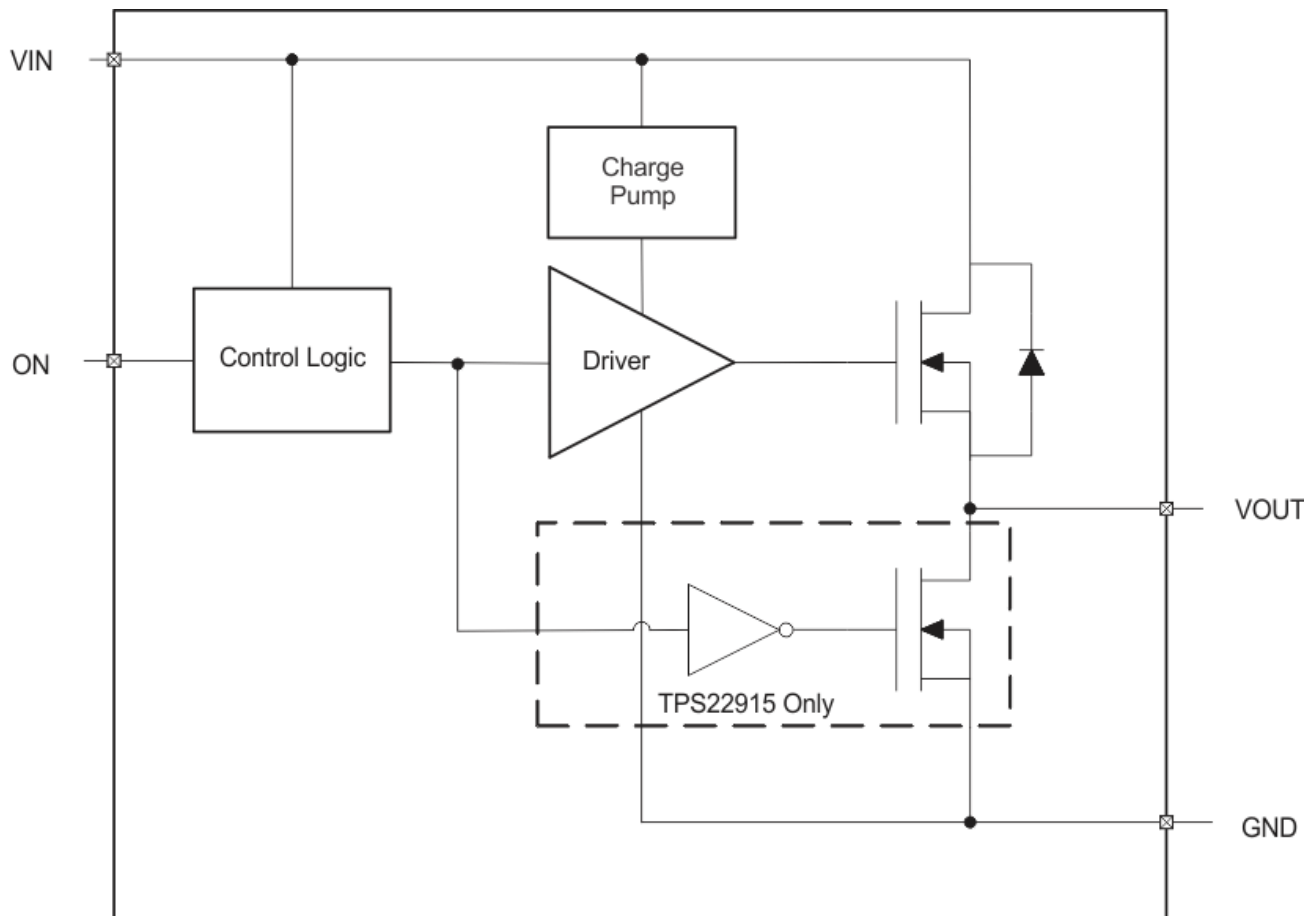 VIN
Charge
Pump
ON
Control Logic
Driver
VOUT
TPS22915 Only
GND